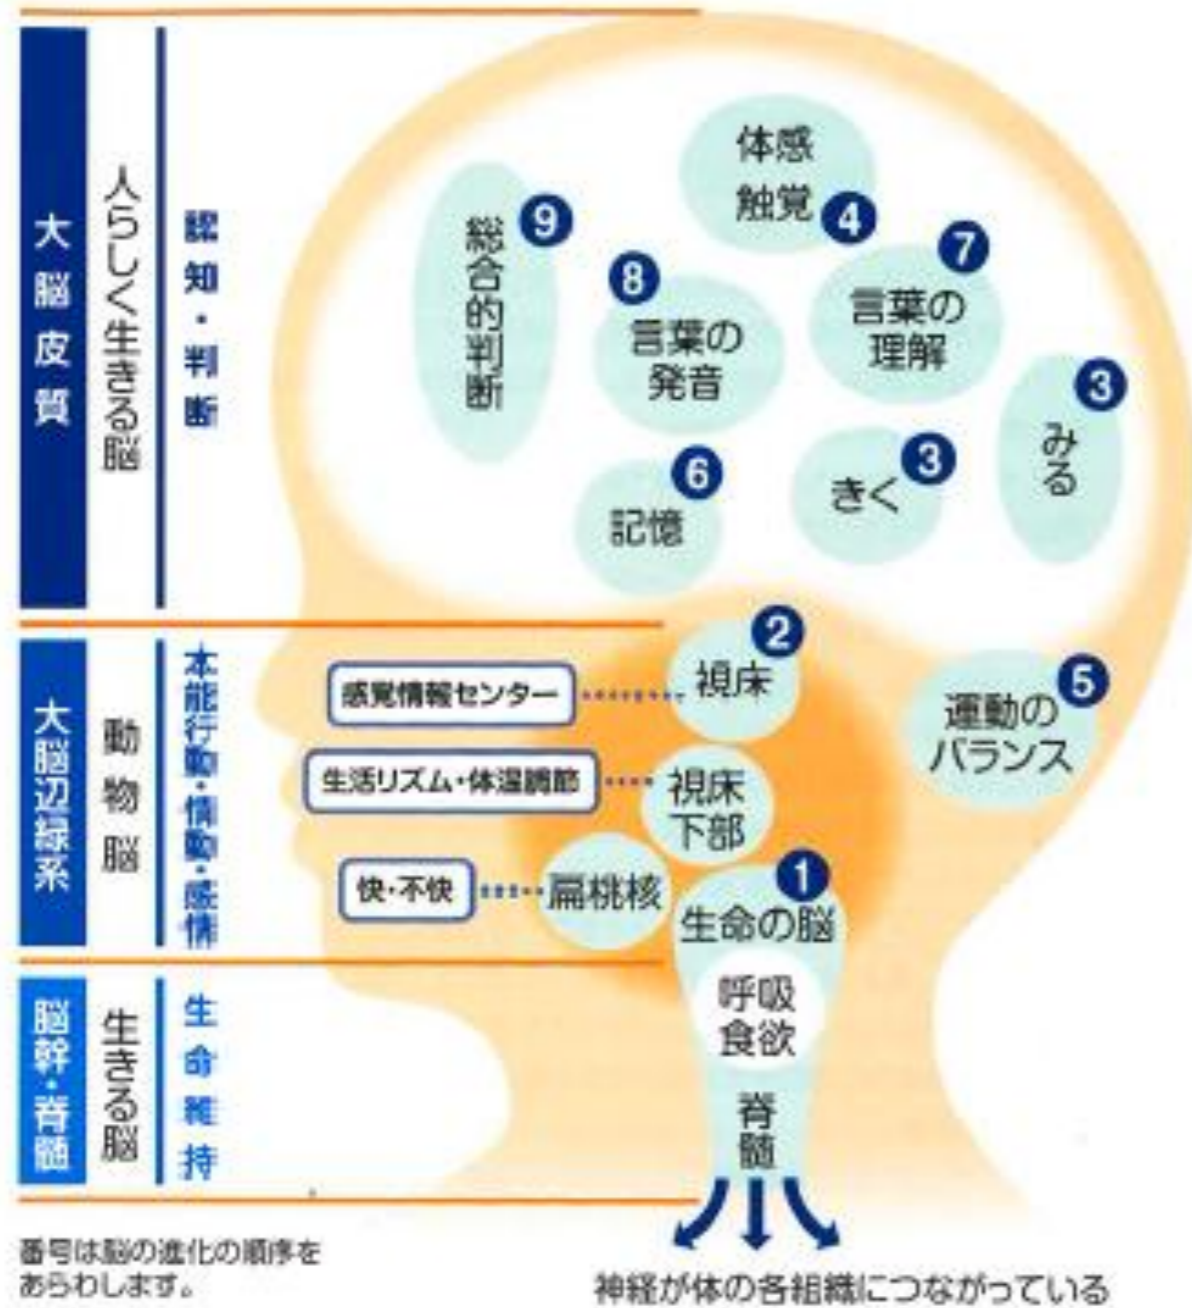 大脳皮質
人らしく生きる脳
認知・判断
体感
触覚
4
9
総合的判断
8
言葉の
発音
7
言葉の
理解
3
みる
3
きく
6
記憶
大脳辺縁系
動物脳
本能行動・情動・感情
2
視床
感覚情報センター
5
運動の
バランス
生活リズム・体温調節
視床
下部
快・不快
扁桃核
1
生命の脳
呼吸
食欲
脊髄
脳幹・脊髄
生きる脳
生命維持
番号は脳の進化の順序を
あらわします。
神経が体の各組織につながっている